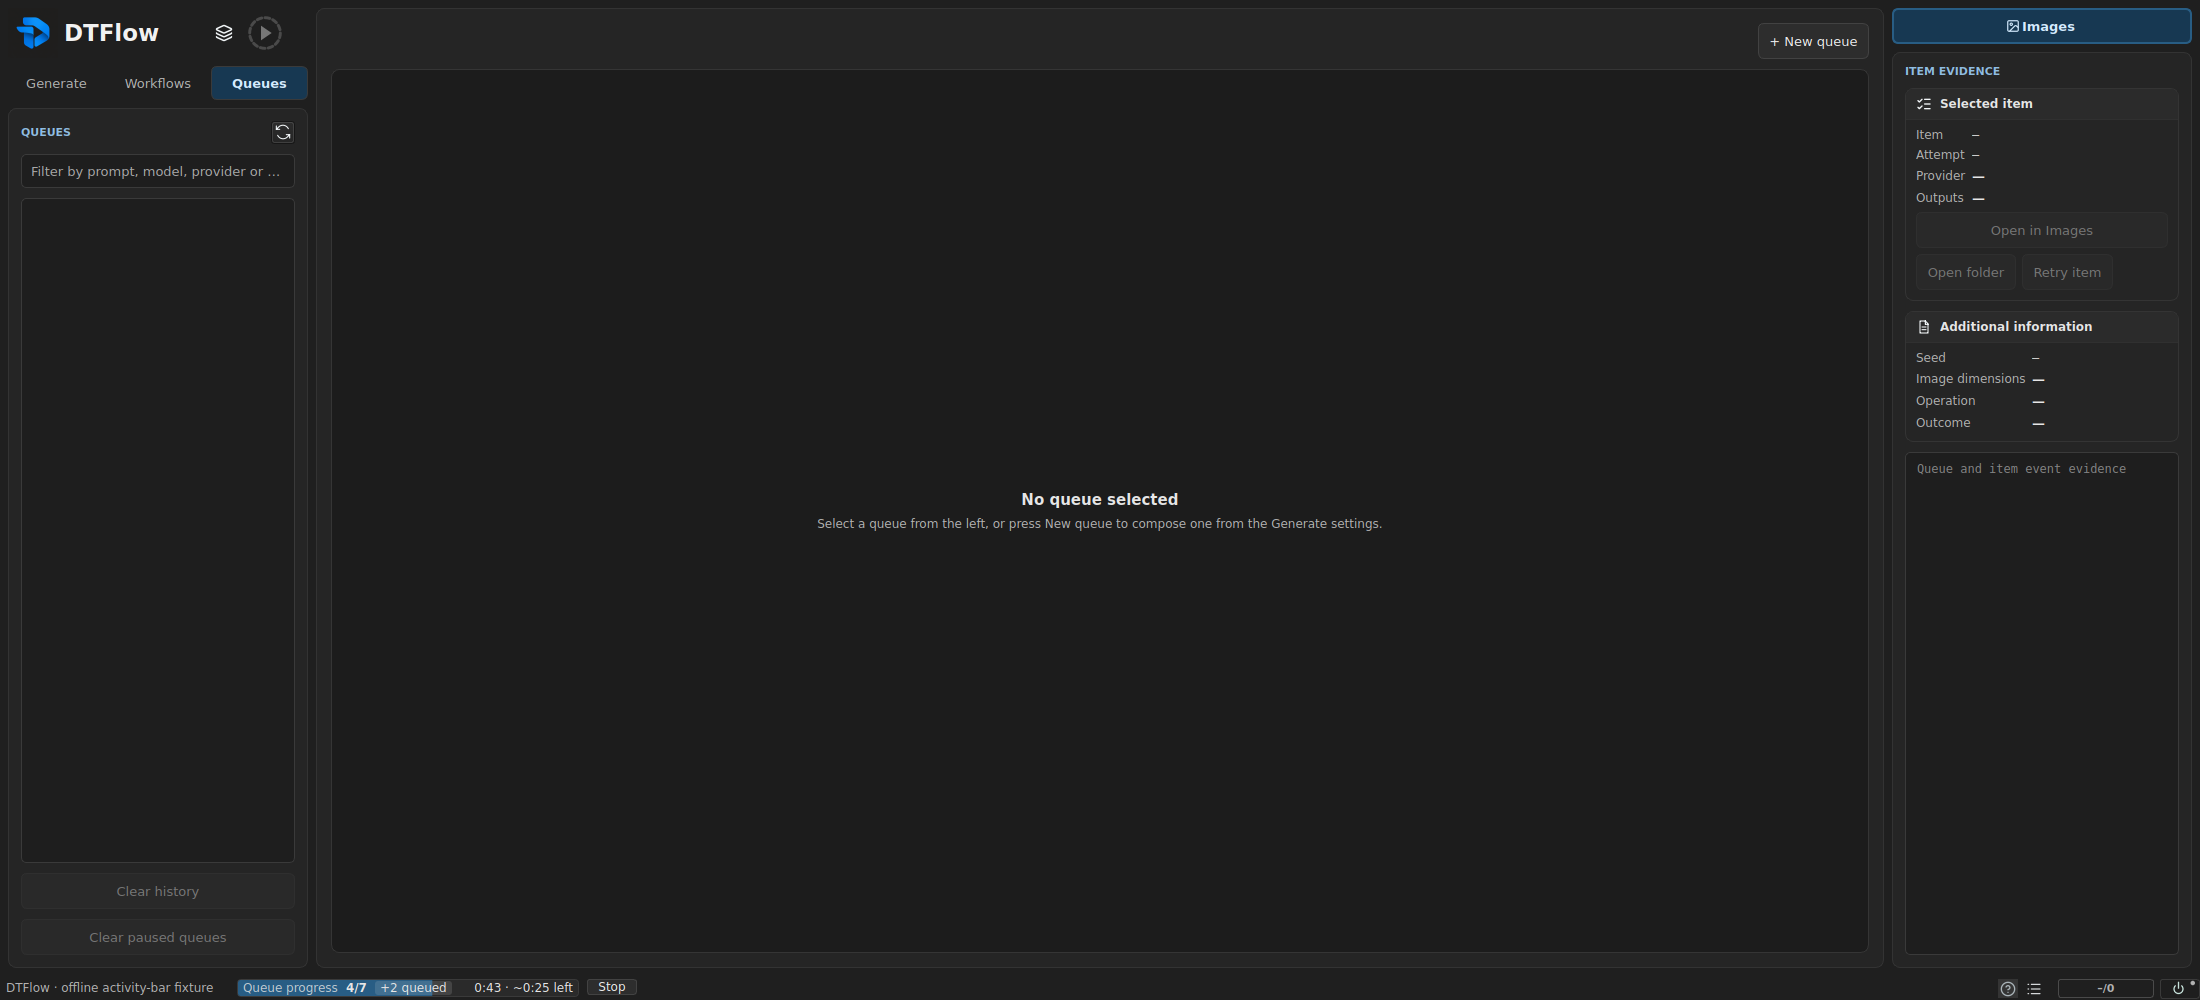 DTFlow
Generate
Workflows
Queues
QUEUES
Filter by prompt, model, provider or ...
Clear history
Clear paused queues
+ New queue
No queue selected
Select a queue from the left, or press New queue to compose one from the Generate settings.
Images
ITEM EVIDENCE
Selected item
Item –
Attempt –
Provider —
Outputs —
Open in Images
Open folder
Retry item
Additional information
Seed –
Image dimensions —
Operation —
Outcome —
Queue and item event evidence
DTFlow · offline activity-bar fixture
Queue progress 4/7 +2 queued 0:43 · ~0:25 left
Stop
–/0